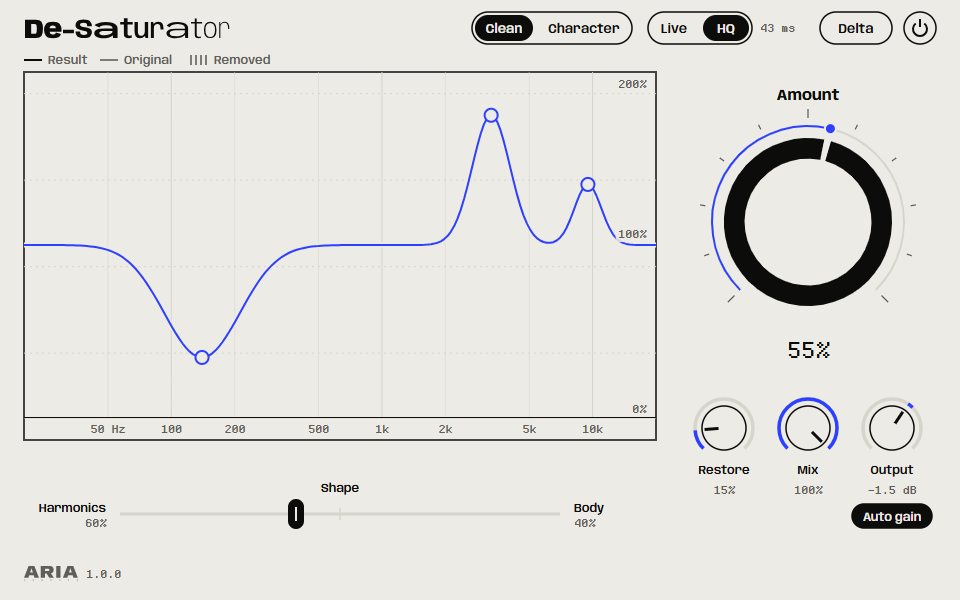 De-Saturator
Clean Character
Live HQ
43 ms
Delta
Result Original Removed
200%
100%
0%
50 Hz 100 200 500 1k 2k 5k 10k
Amount
55%
Restore Mix Output
15% 100% -1.5 dB
Auto gain
Shape
Harmonics
60%
Body
40%
ARIA 1.0.0